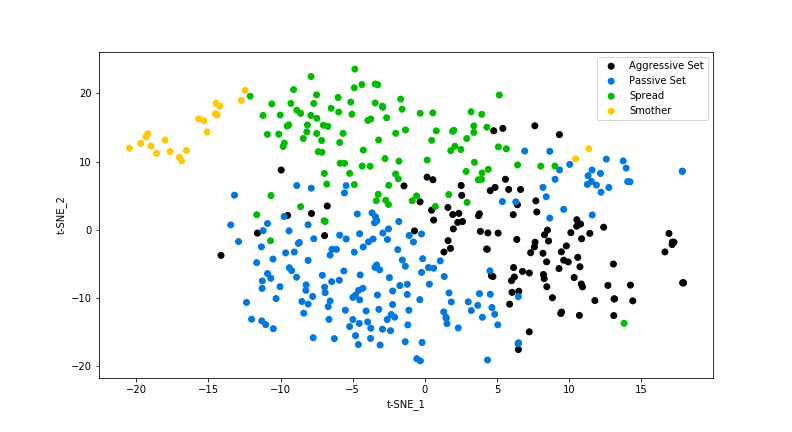 Aggressive Set
Passive Set
Spread
Smother
20
10
0
−10
−20
t-SNE_2
−20
−15
−10
−5
0
5
10
15
t-SNE_1